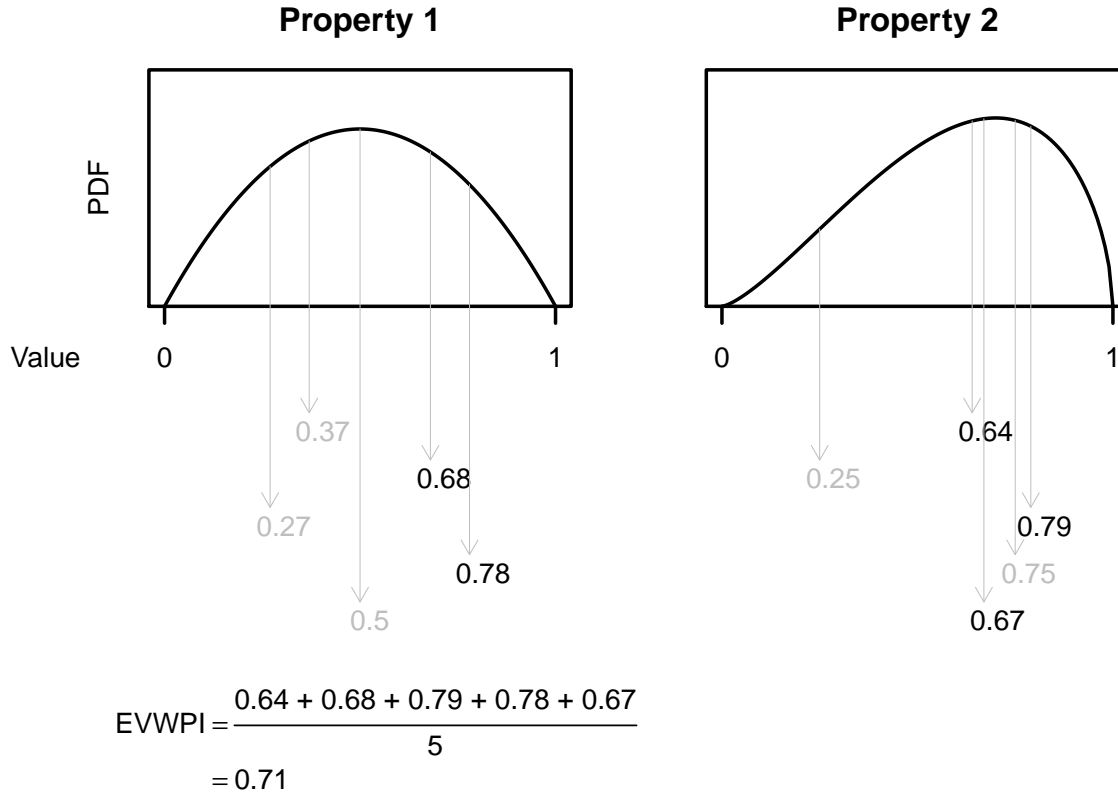 Property 1 Property 2
PDF
Value 0 1 0 1
0.37 0.64
0.68 0.25
0.27 0.79
0.78 0.75
0.5 0.67
0.64 + 0.68 + 0.79 + 0.78 + 0.67
EVWPI =
5
= 0.71